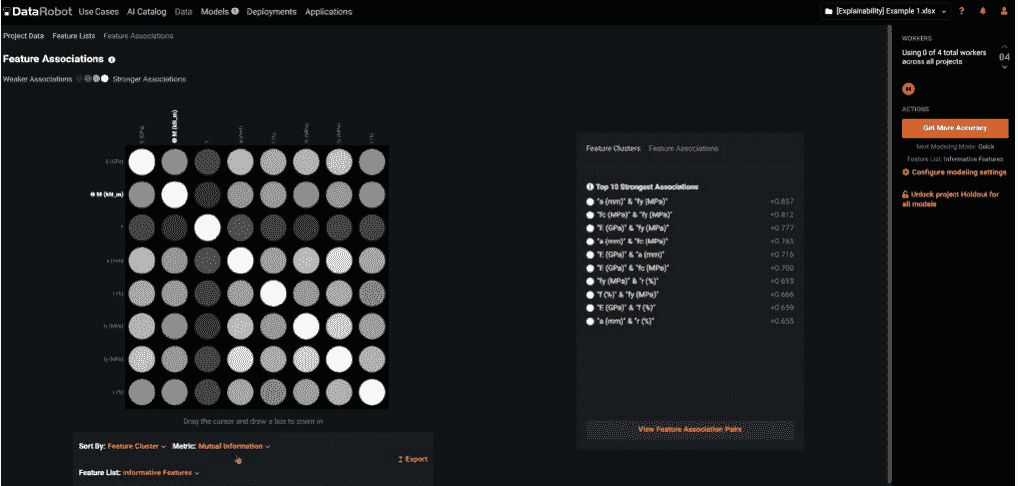 DataRobot Use Cases AI Catalog Data Models Deployments Applications
[Explainability] Example 1.xlsx
Project Data Feature Lists Feature Associations
Feature Associations
Weaker Associations Stronger Associations
M (kN_m)
E (GPa)
M (kN_m)
a (mm)
f (%)
fc (MPa)
fy (MPa)
r (%)
Drag the cursor and draw a box to zoom in
Sort By: Feature Cluster Metric: Mutual Information
Export
Feature List: Informative Features
Feature Clusters Feature Associations
Top 10 Strongest Associations
"a (mm)" & "fy (MPa)" +0.857
"fc (MPa)" & "fy (MPa)" +0.812
"E (GPa)" & "fy (MPa)" +0.777
"a (mm)" & "fc (MPa)" +0.763
"E (GPa)" & "a (mm)" +0.716
"E (GPa)" & "fc (MPa)" +0.700
"fy (MPa)" & "r (%)" +0.693
"f (%)" & "fy (MPa)" +0.666
"E (GPa)" & "f (%)" +0.659
"a (mm)" & "r (%)" +0.655
View Feature Association Pairs
WORKERS
Using 0 of 4 total workers
across all projects
04
ACTIONS
Get More Accuracy
Next Modeling Mode: Quick
Feature List: Informative Features
Configure modeling settings
Unlock project Holdout for
all models